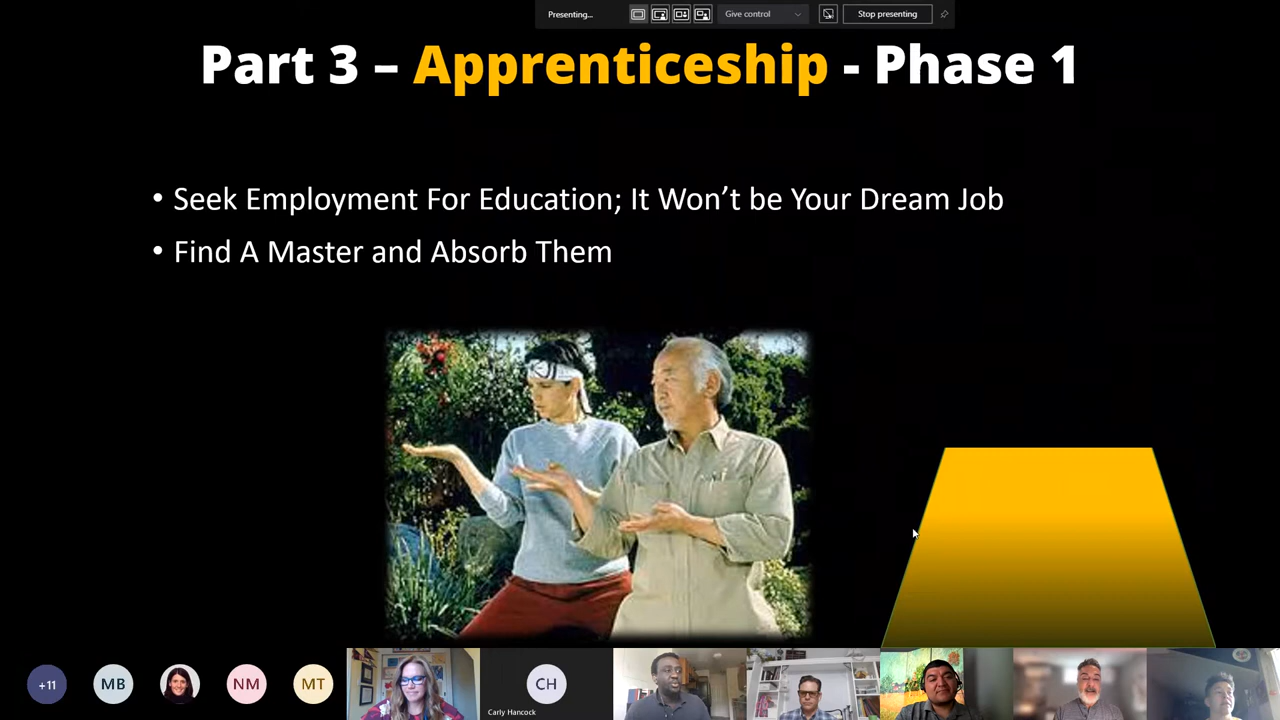 Presenting...
Give control
Stop presenting
Part 3 – Apprenticeship - Phase 1
• Seek Employment For Education; It Won't be Your Dream Job
• Find A Master and Absorb Them
+11
MB
NM
MT
CH
Carly Hancock